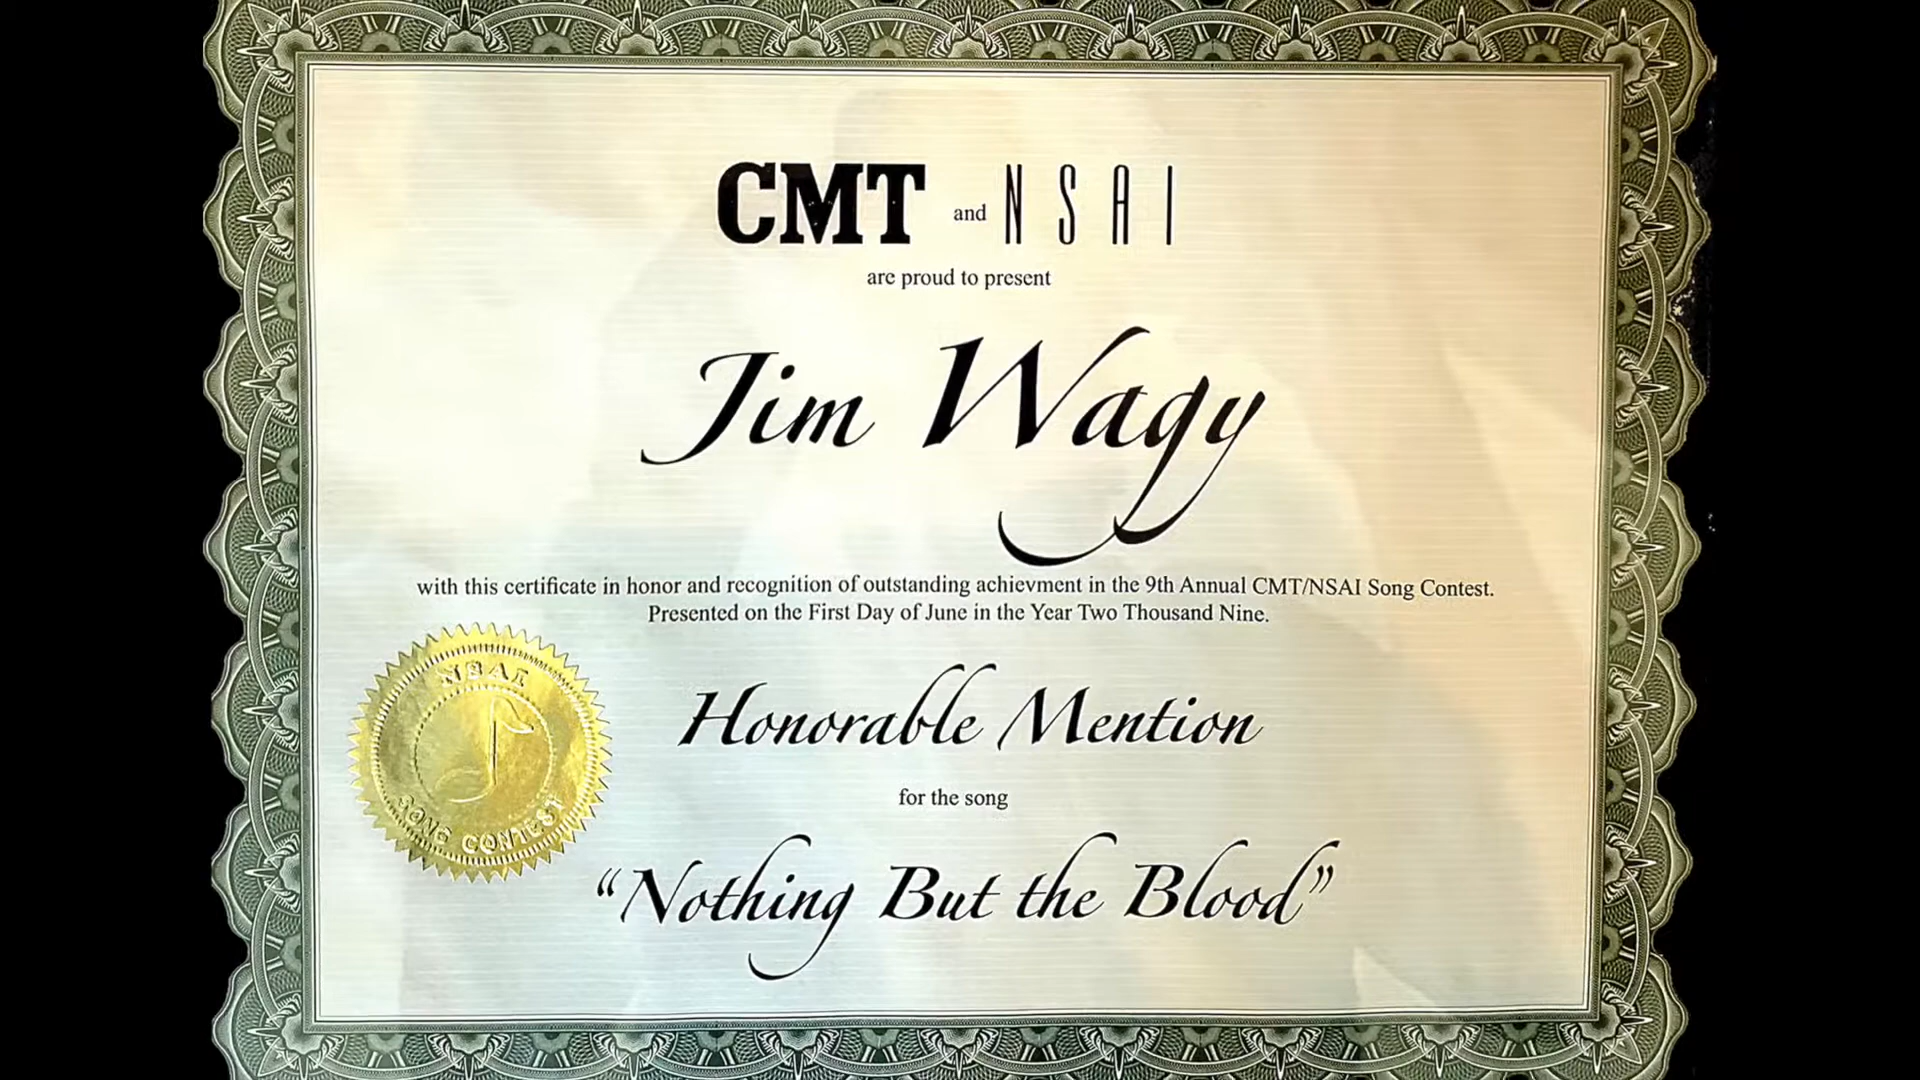 CMT and NSAI
are proud to present
Jim Wagy
with this certificate in honor and recognition of outstanding achievment in the 9th Annual CMT/NSAI Song Contest.
Presented on the First Day of June in the Year Two Thousand Nine.
Honorable Mention
for the song
“Nothing But the Blood”
NSAI
SONG CONTEST